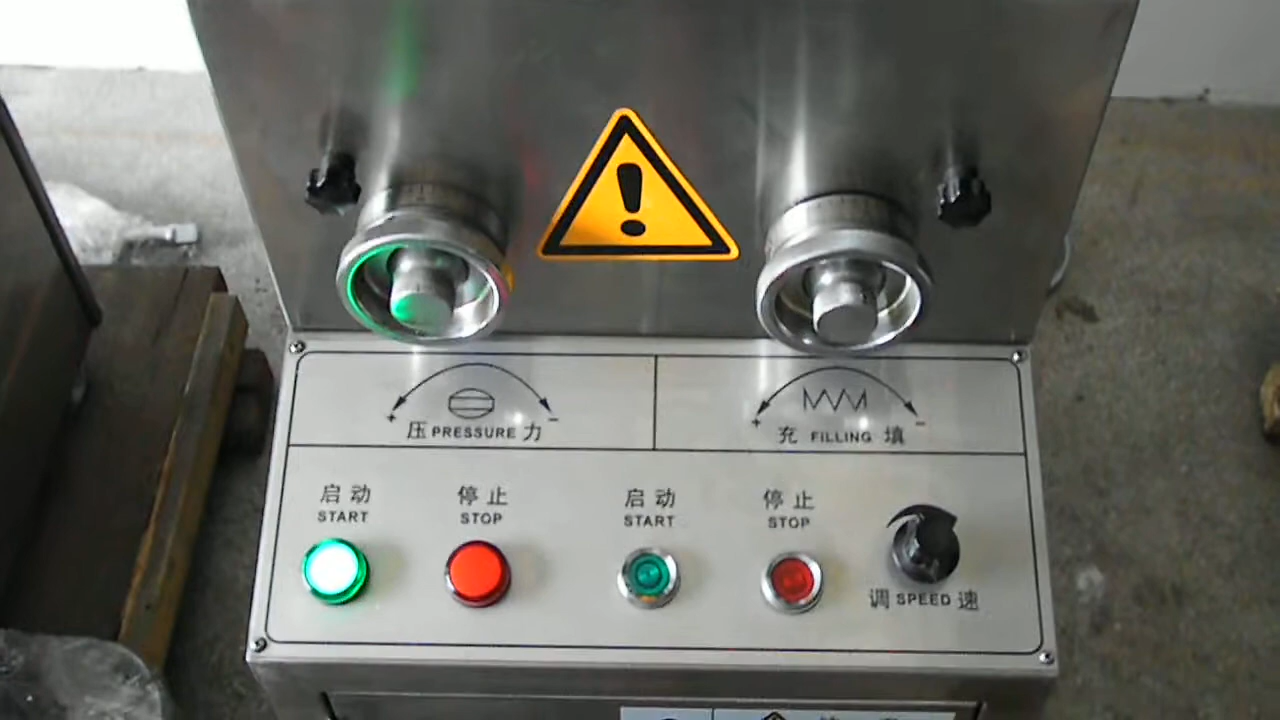 + -
压 PRESSURE 力
+ -
充 FILLING 填
启动
START
停止
STOP
启动
START
停止
STOP
调 SPEED 速